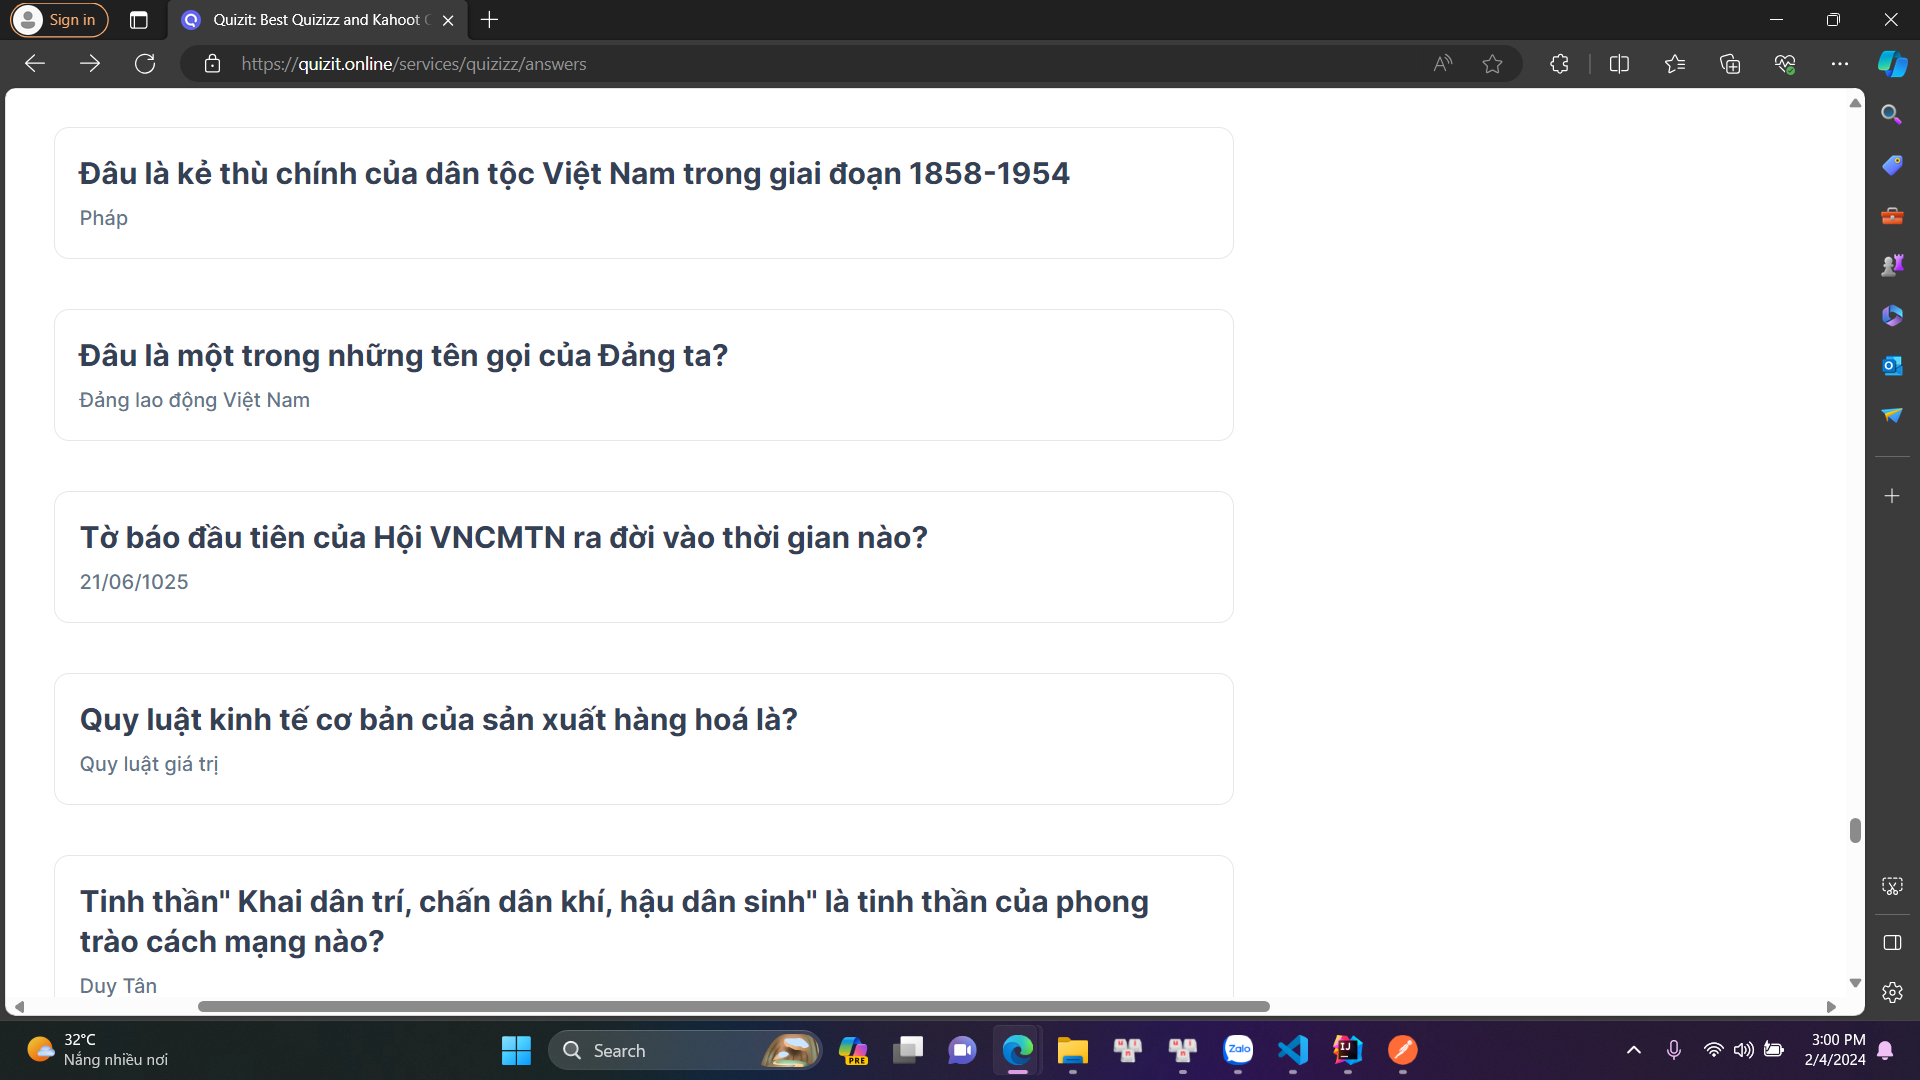 Sign in
Quizit: Best Quizizz and Kahoot
https://quizit.online/services/quizizz/answers
Đâu là kẻ thù chính của dân tộc Việt Nam trong giai đoạn 1858-1954
Pháp
Đâu là một trong những tên gọi của Đảng ta?
Đảng lao động Việt Nam
Tờ báo đầu tiên của Hội VNCMTN ra đời vào thời gian nào?
21/06/1025
Quy luật kinh tế cơ bản của sản xuất hàng hoá là?
Quy luật giá trị
Tinh thần" Khai dân trí, chấn dân khí, hậu dân sinh" là tinh thần của phong
trào cách mạng nào?
Duy Tân
32°C
Nắng nhiều nơi
Search
PRE
Zalo
IJ
3:00 PM
2/4/2024